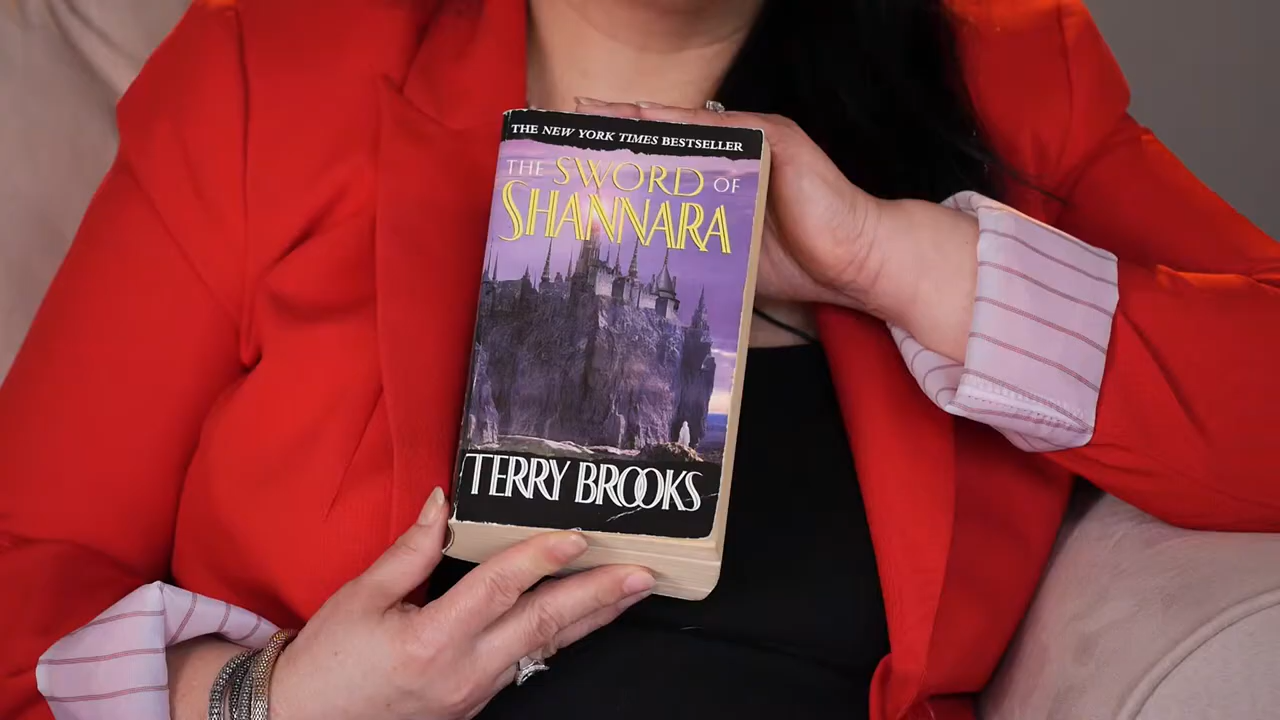 THE NEW YORK TIMES BESTSELLER
THE SWORD OF
SHANNARA
TERRY BROOKS